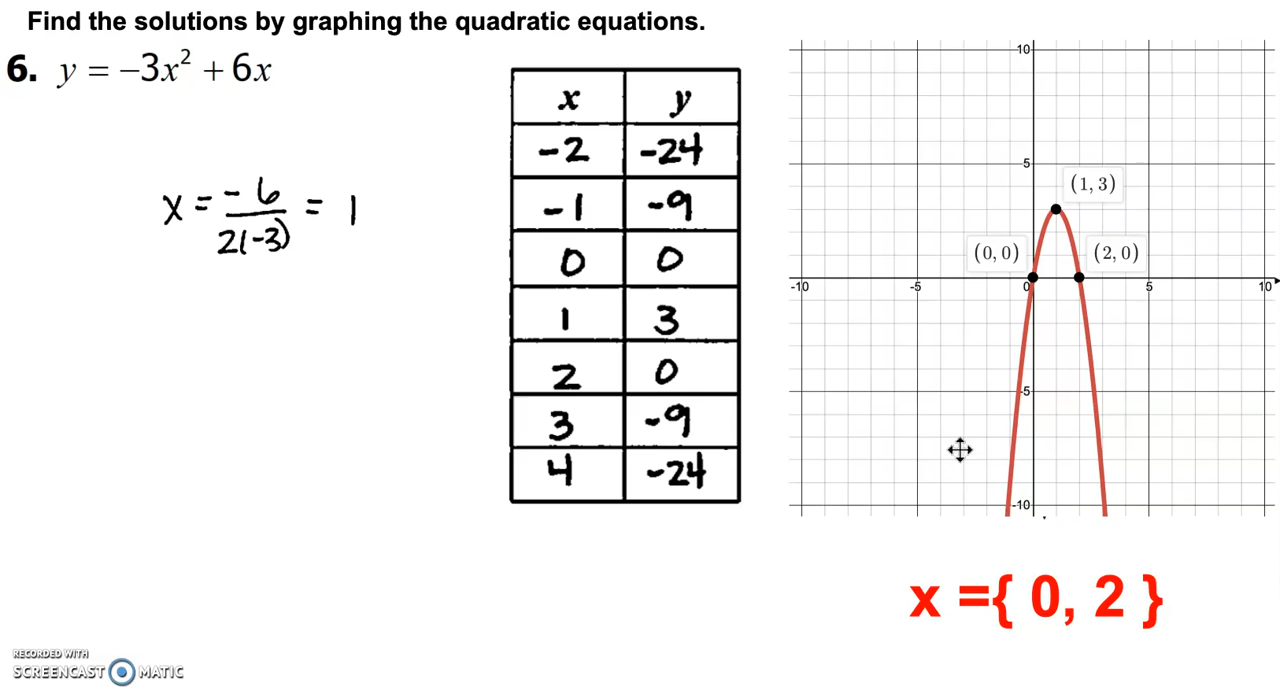 Find the solutions by graphing the quadratic equations.
6. y = −3x² + 6x
x = -6/2(-3) = 1
x y
-2 -24
-1 -9
0 0
1 3
2 0
3 -9
4 -24
10
5
(1, 3)
(0, 0) (2, 0)
-10 -5 0 5 10
-5
-10
x ={ 0, 2 }
RECORDED WITH
SCREENCAST MATIC